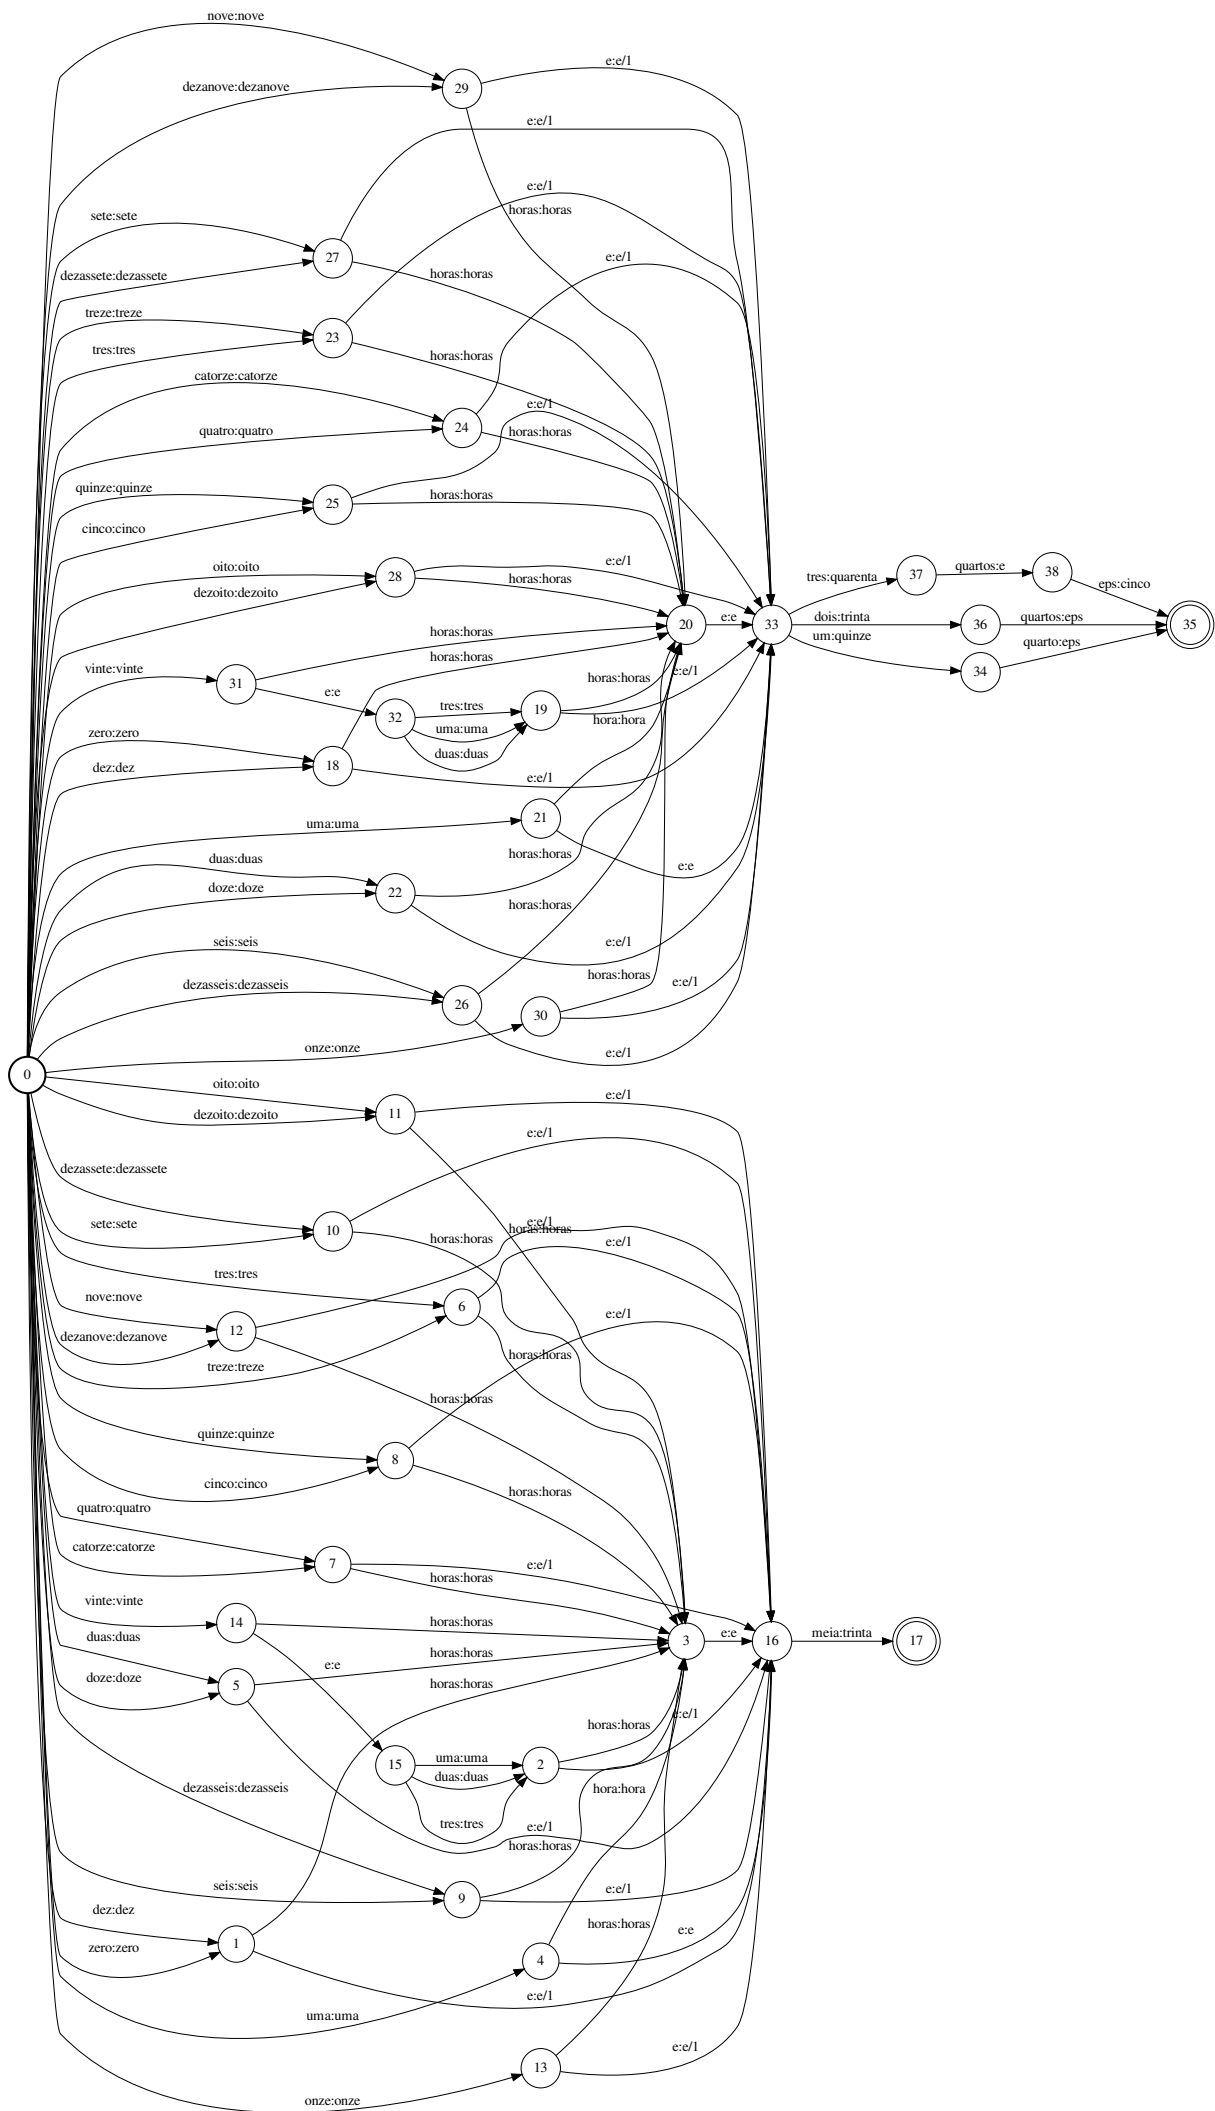 nove:nove
e:e/1
dezanove:dezanove
29
e:e/1
e:e/1
horas:horas
sete:sete
27
dezassete:dezassete
horas:horas
e:e/1
treze:treze
23
tres:tres
horas:horas
catorze:catorze
e:e/1
24
quatro:quatro
horas:horas
quinze:quinze
25
horas:horas
cinco:cinco
oito:oito
e:e/1
28
horas:horas
dezoito:dezoito
tres:quarenta
37
quartos:e
38
eps:cinco
horas:horas
20
e:e
33
dois:trinta
36
quartos:eps
35
um:quinze
34
quarto:eps
horas:horas
vinte:vinte
31
e:e
horas:horas
e:e/1
32
tres:tres
uma:uma
duas:duas
19
hora:hora
zero:zero
18
dez:dez
e:e/1
uma:uma
21
e:e
duas:duas
horas:horas
22
doze:doze
horas:horas
seis:seis
e:e/1
dezasseis:dezasseis
26
horas:horas
e:e/1
30
onze:onze
e:e/1
0
oito:oito
e:e/1
11
dezoito:dezoito
e:e/1
dezassete:dezassete
10
sete:sete
horas:horas
e:e/1
horas:horas
e:e/1
tres:tres
6
nove:nove
12
dezanove:dezanove
e:e/1
treze:treze
horas:horas
horas:horas
quinze:quinze
8
cinco:cinco
horas:horas
quatro:quatro
catorze:catorze
7
e:e/1
horas:horas
vinte:vinte
14
horas:horas
3
e:e
16
meia:trinta
17
duas:duas
e:e
horas:horas
doze:doze
5
horas:horas
horas:horas
e:e/1
15
uma:uma
duas:duas
2
dezasseis:dezasseis
hora:hora
tres:tres
e:e/1
horas:horas
seis:seis
9
e:e/1
dez:dez
zero:zero
1
horas:horas
e:e
4
e:e/1
uma:uma
e:e/1
13
onze:onze